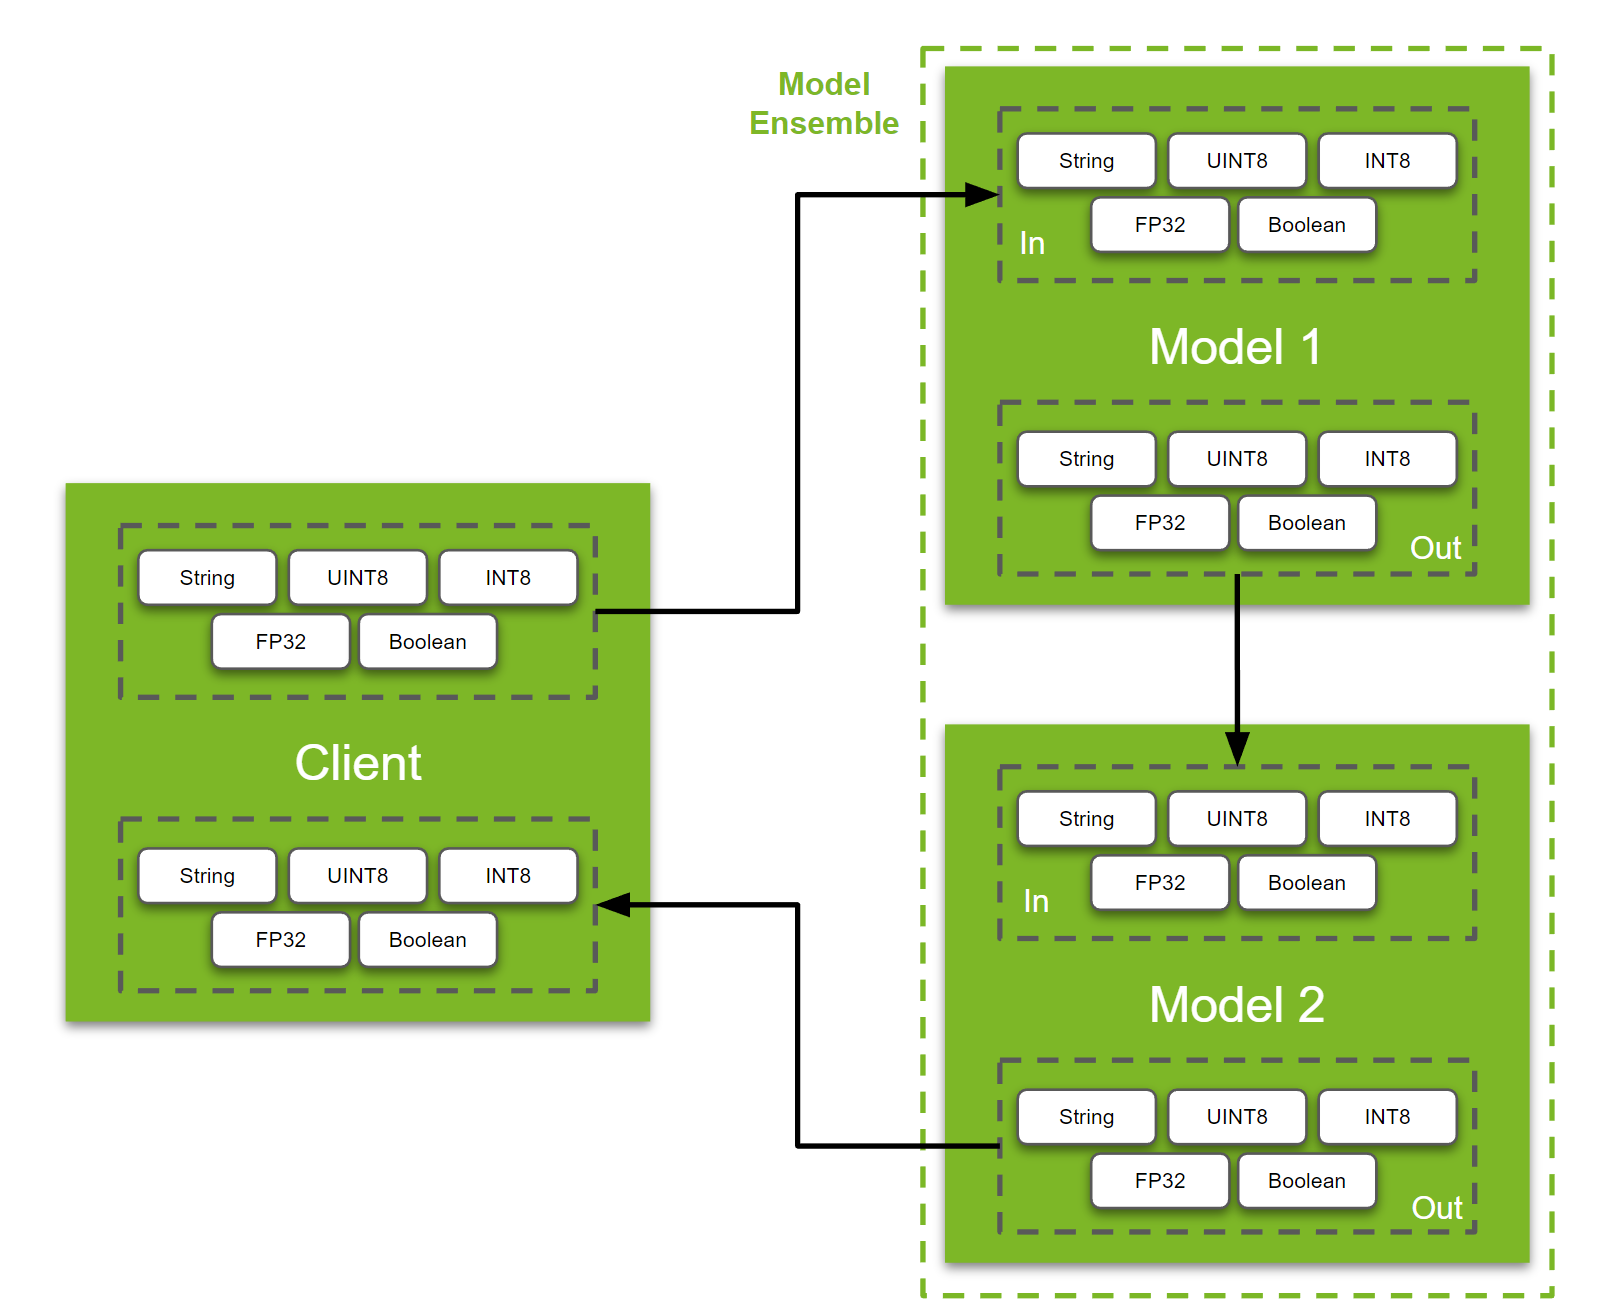 Model
Ensemble
String
UINT8
INT8
FP32
Boolean
In
Model 1
String
UINT8
INT8
FP32
Boolean
Out
String
UINT8
INT8
FP32
Boolean
Client
String
UINT8
INT8
FP32
Boolean
String
UINT8
INT8
FP32
Boolean
In
Model 2
String
UINT8
INT8
FP32
Boolean
Out